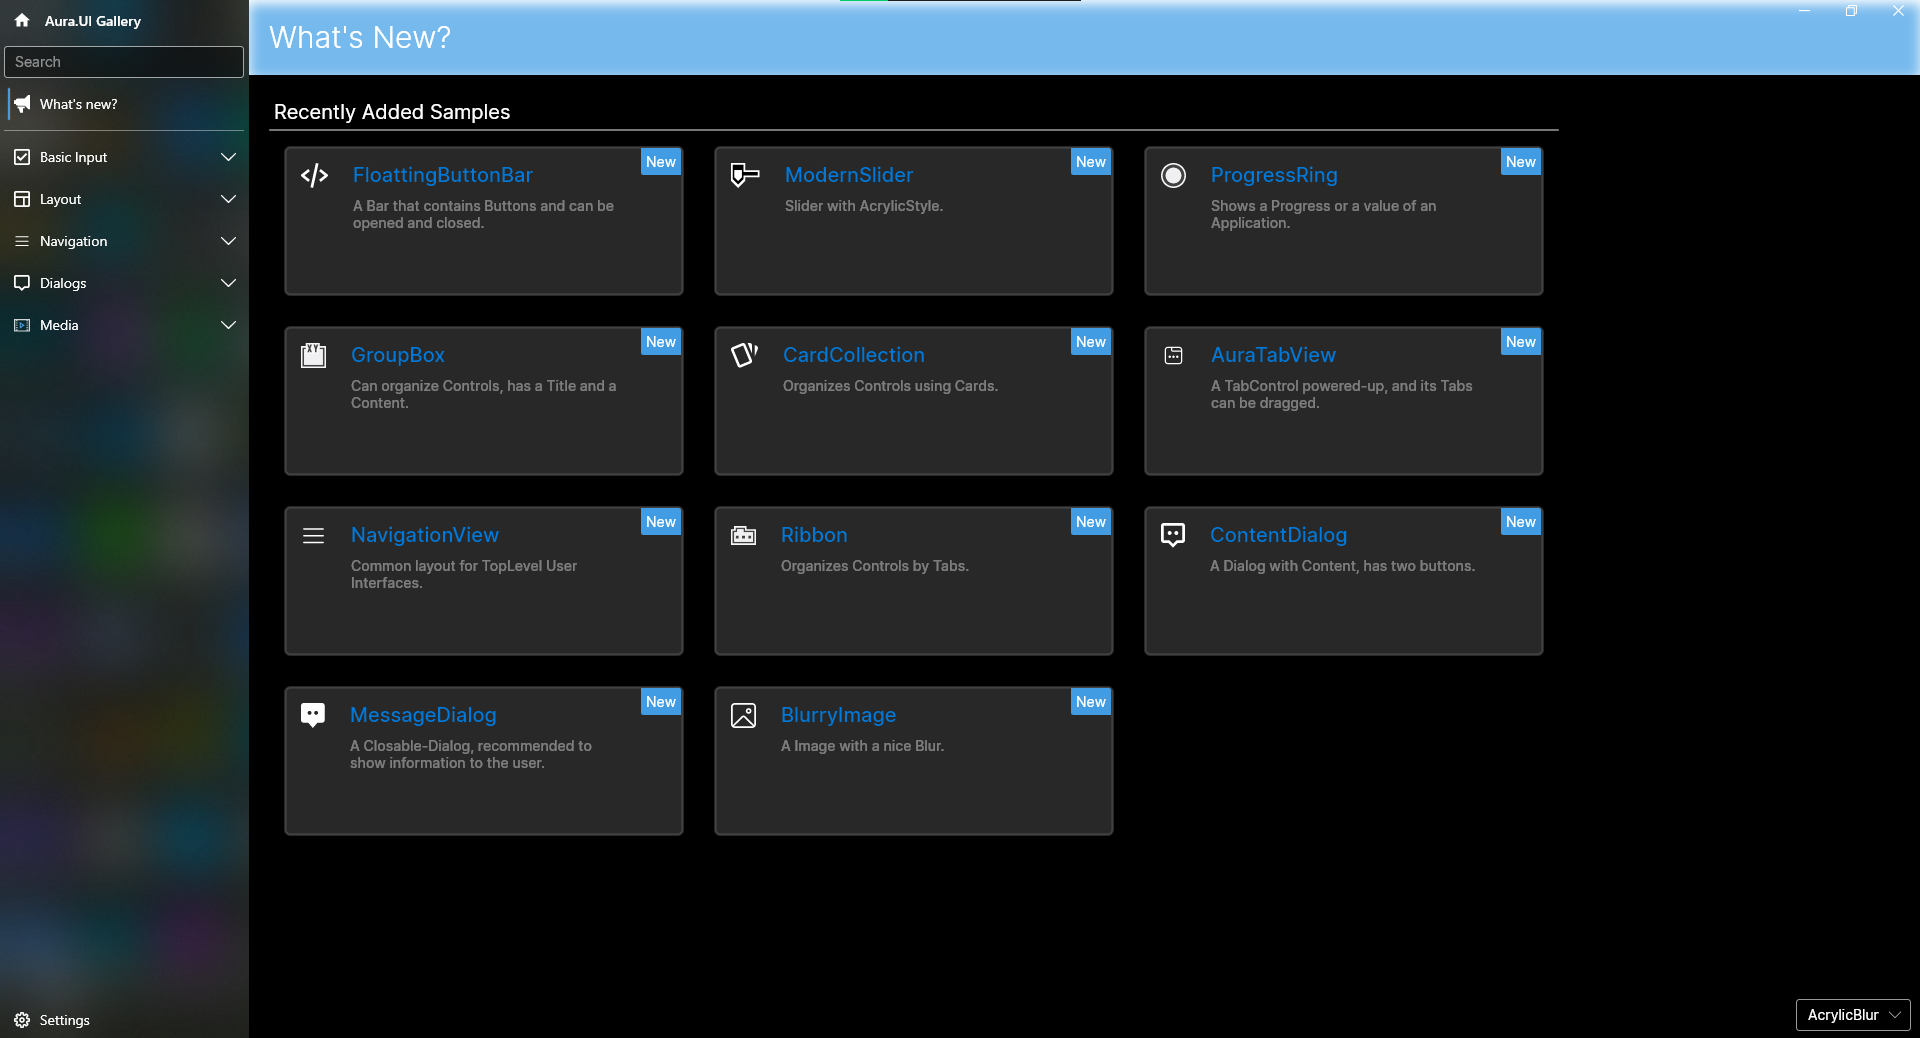 Aura.UI Gallery
Search
What's new?
Basic Input
Layout
Navigation
Dialogs
Media
Settings
What's New?
Recently Added Samples
FloattingButtonBar
New
A Bar that contains Buttons and can be
opened and closed.
ModernSlider
New
Slider with AcrylicStyle.
ProgressRing
New
Shows a Progress or a value of an
Application.
GroupBox
New
Can organize Controls, has a Title and a
Content.
CardCollection
New
Organizes Controls using Cards.
AuraTabView
New
A TabControl powered-up, and its Tabs
can be dragged.
NavigationView
New
Common layout for TopLevel User
Interfaces.
Ribbon
New
Organizes Controls by Tabs.
ContentDialog
New
A Dialog with Content, has two buttons.
MessageDialog
New
A Closable-Dialog, recommended to
show information to the user.
BlurryImage
New
A Image with a nice Blur.
AcrylicBlur